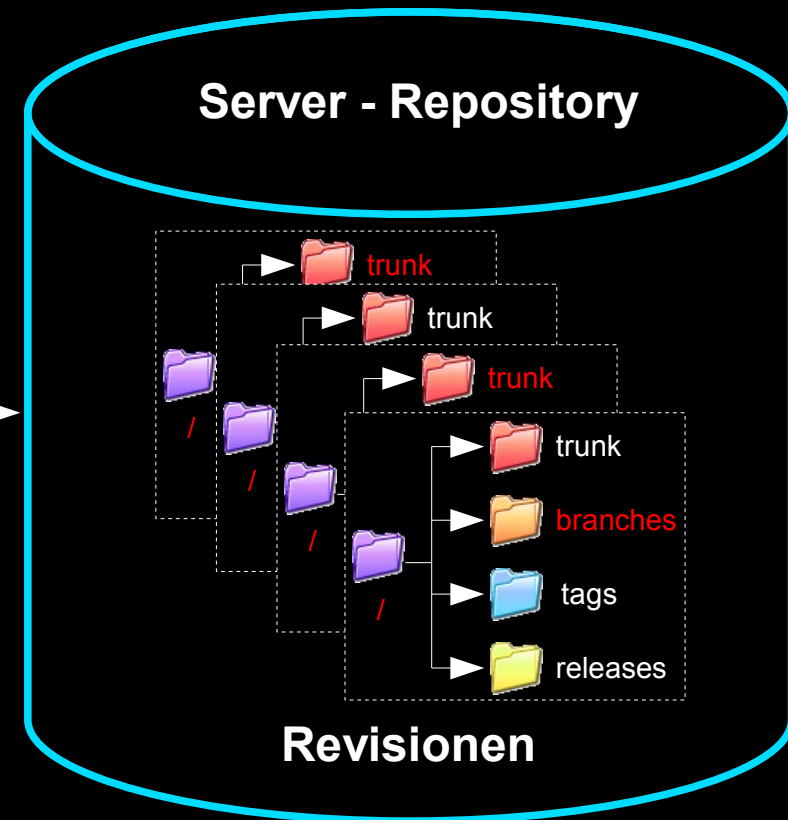 Server - Repository
trunk
trunk
trunk
trunk
/
/
/
branches
/
tags
releases
Revisionen